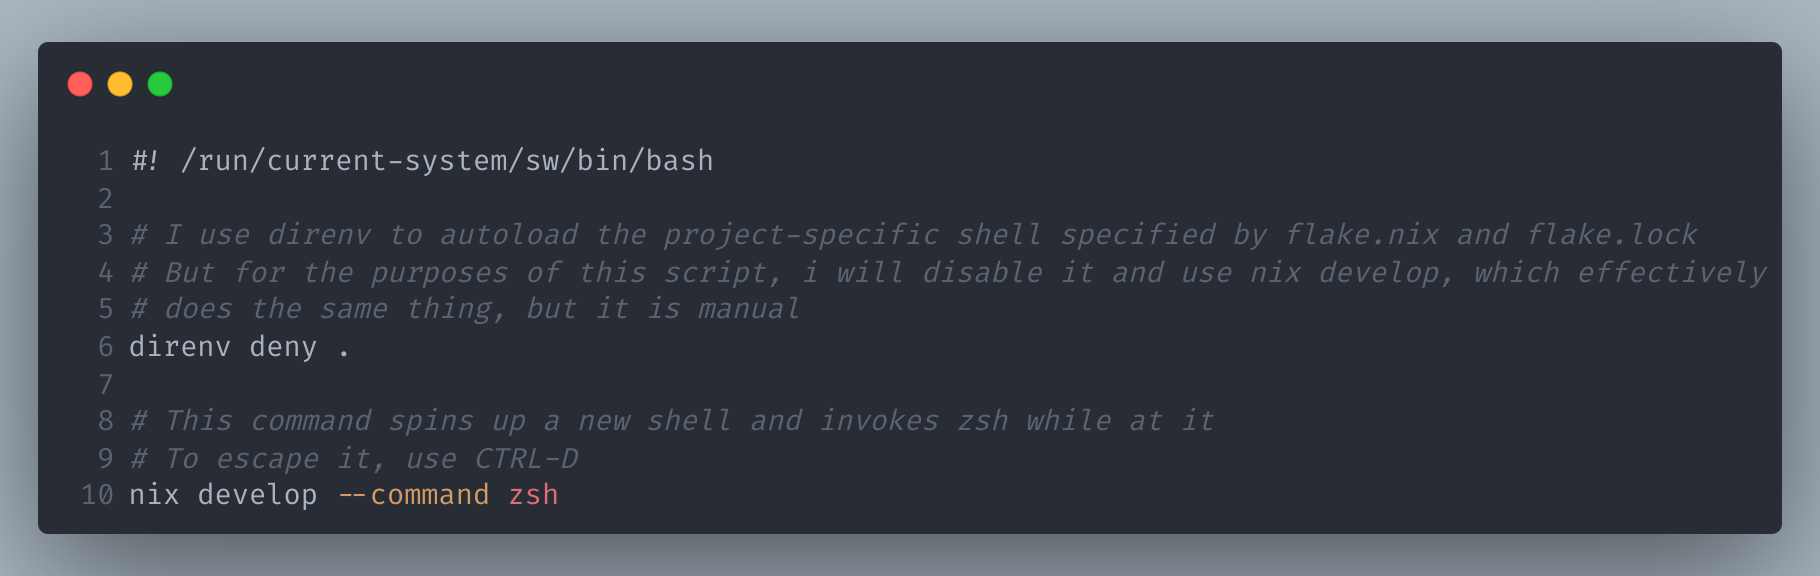 1 #! /run/current-system/sw/bin/bash
2
3 # I use direnv to autoload the project-specific shell specified by flake.nix and flake.lock
4 # But for the purposes of this script, i will disable it and use nix develop, which effectively
5 # does the same thing, but it is manual
6 direnv deny .
7
8 # This command spins up a new shell and invokes zsh while at it
9 # To escape it, use CTRL-D
10 nix develop --command zsh